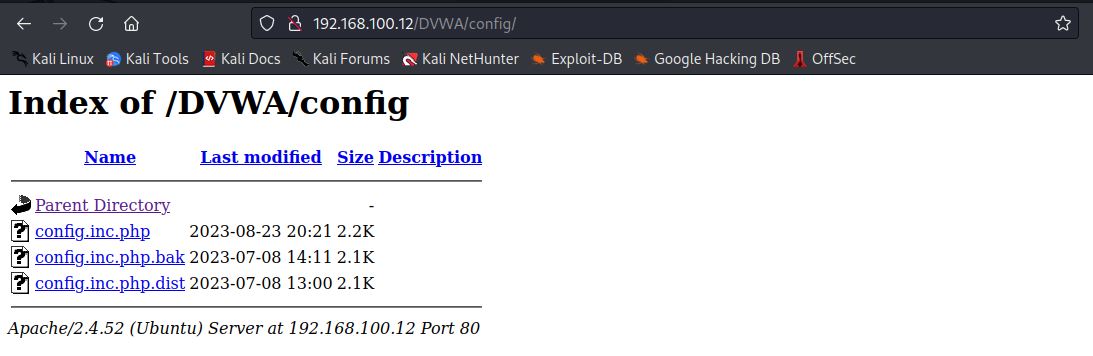 192.168.100.12/DVWA/config/
Kali Linux Kali Tools Kali Docs Kali Forums Kali NetHunter Exploit-DB Google Hacking DB OffSec
Index of /DVWA/config
Name Last modified Size Description
Parent Directory -
config.inc.php 2023-08-23 20:21 2.2K
config.inc.php.bak 2023-07-08 14:11 2.1K
config.inc.php.dist 2023-07-08 13:00 2.1K
Apache/2.4.52 (Ubuntu) Server at 192.168.100.12 Port 80